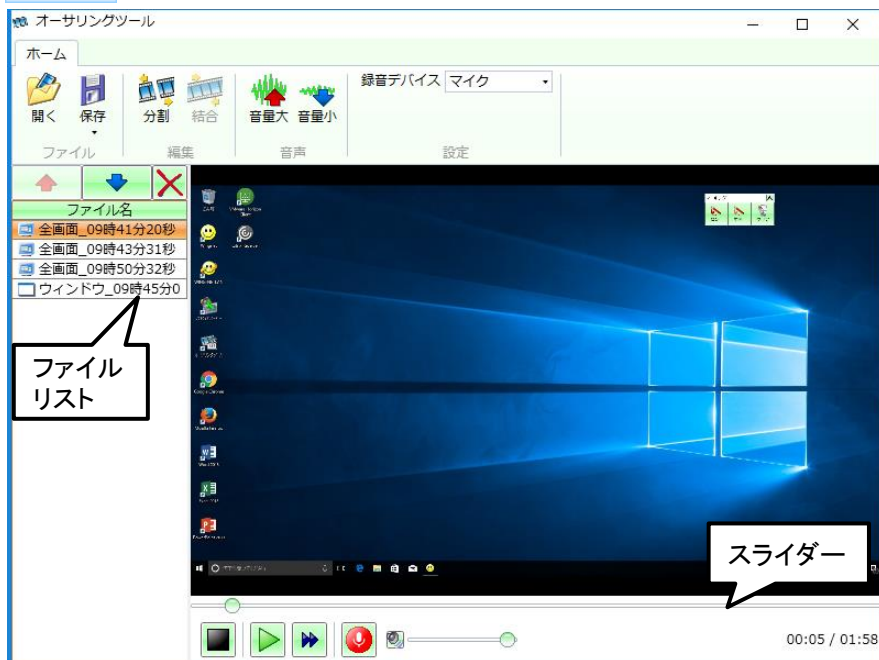 オーサリングツール
ホーム
開く 保存 分割 結合 音量大 音量小
録音デバイス マイク
ファイル 編集 音声 設定
ファイル名
全画面_09時41分20秒
全画面_09時43分31秒
全画面_09時50分32秒
ウィンドウ_09時45分0
ファイル
リスト
スライダー
00:05 / 01:58